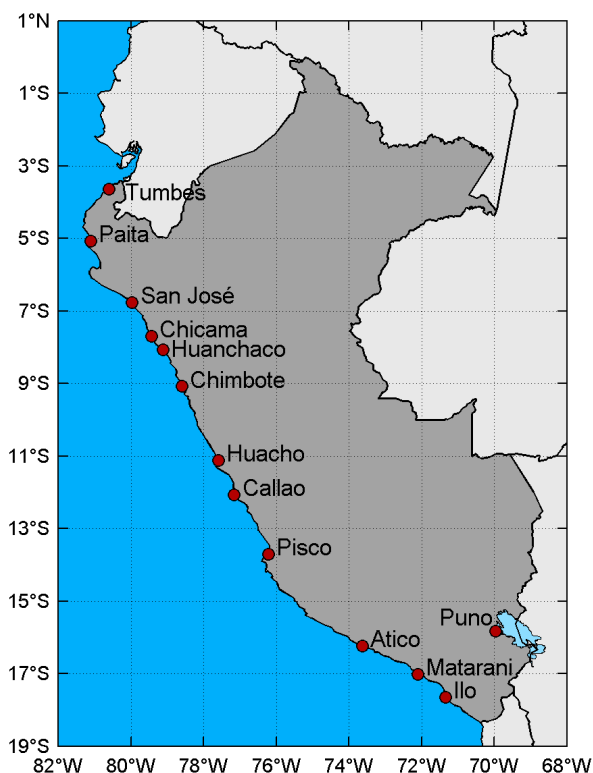 1°N
1°S
3°S
Tumbes
Paita
5°S
San José
7°S
Chicama
Huanchaco
Chimbote
9°S
Huacho
11°S
Callao
13°S
Pisco
15°S
Puno
Atico
17°S
Matarani
Ilo
19°S
82°W 80°W 78°W 76°W 74°W 72°W 70°W 68°W